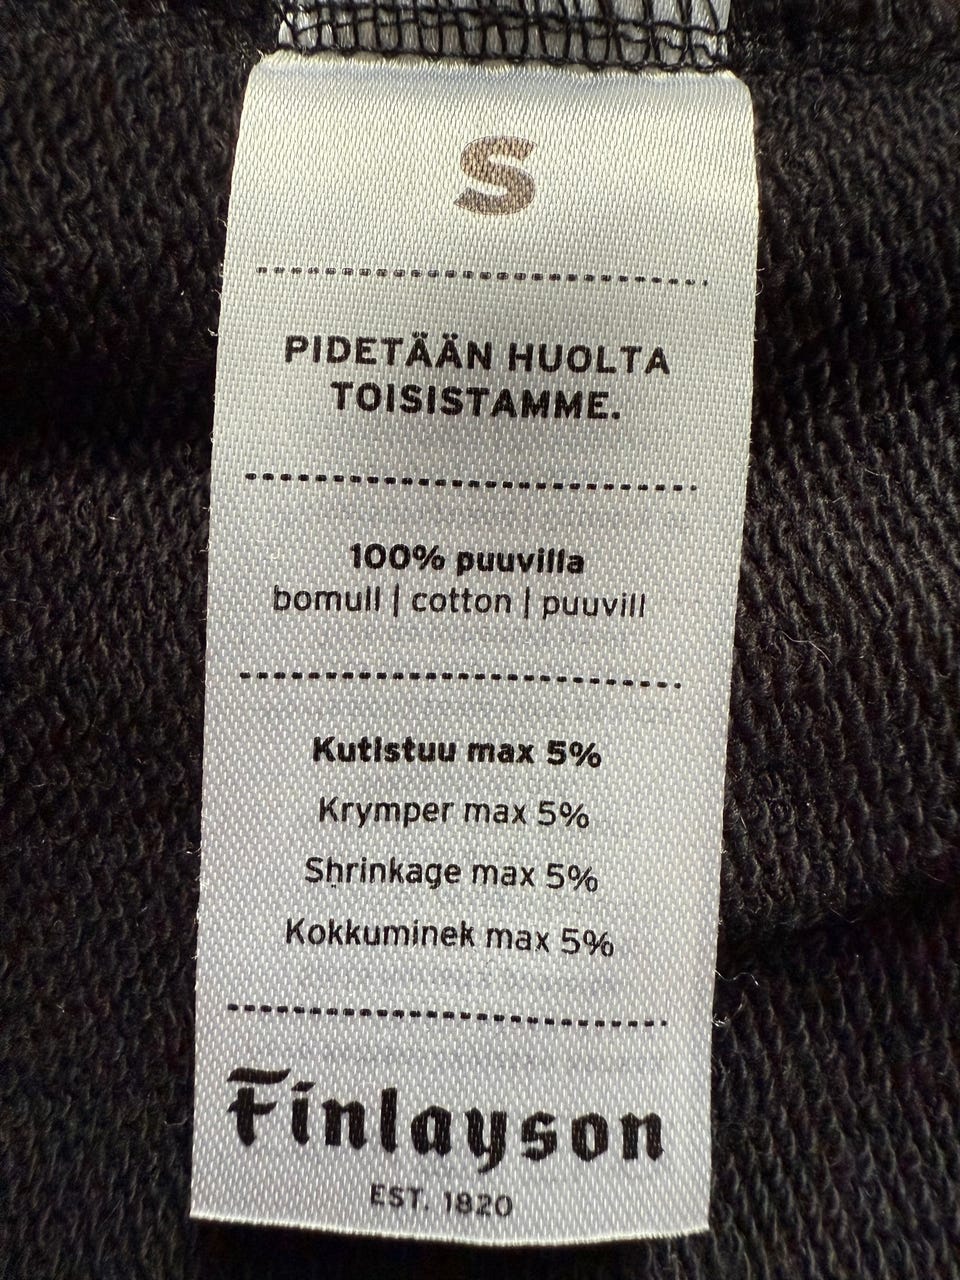 S
PIDETÄÄN HUOLTA
TOISISTAMME.
100% puuvilla
bomull | cotton | puuvill
Kutistuu max 5%
Krymper max 5%
Shrinkage max 5%
Kokkuminek max 5%
Finlayson
EST. 1820